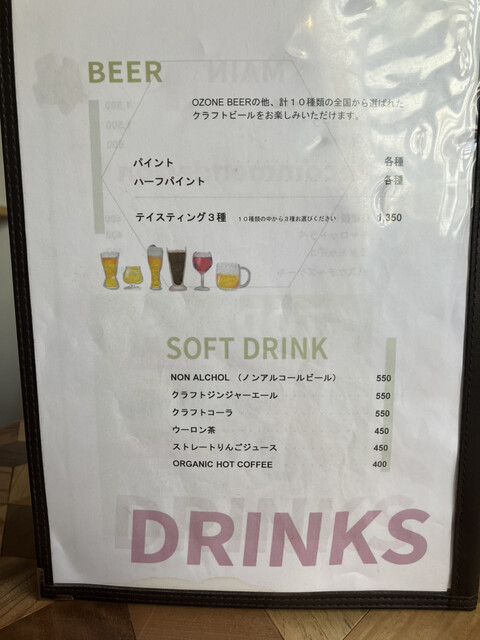 BEER
OZONE BEERの他、計１０種類の全国から選ばれた
クラフトビールをお楽しみいただけます。
パイント 各種
ハーフパイント 各種
テイスティング３種 １０種類の中から３種お選びください 1,350
SOFT DRINK
NON ALCHOL （ノンアルコールビール） 550
クラフトジンジャーエール 550
クラフトコーラ 550
ウーロン茶 450
ストレートりんごジュース 450
ORGANIC HOT COFFEE 400
DRINKS